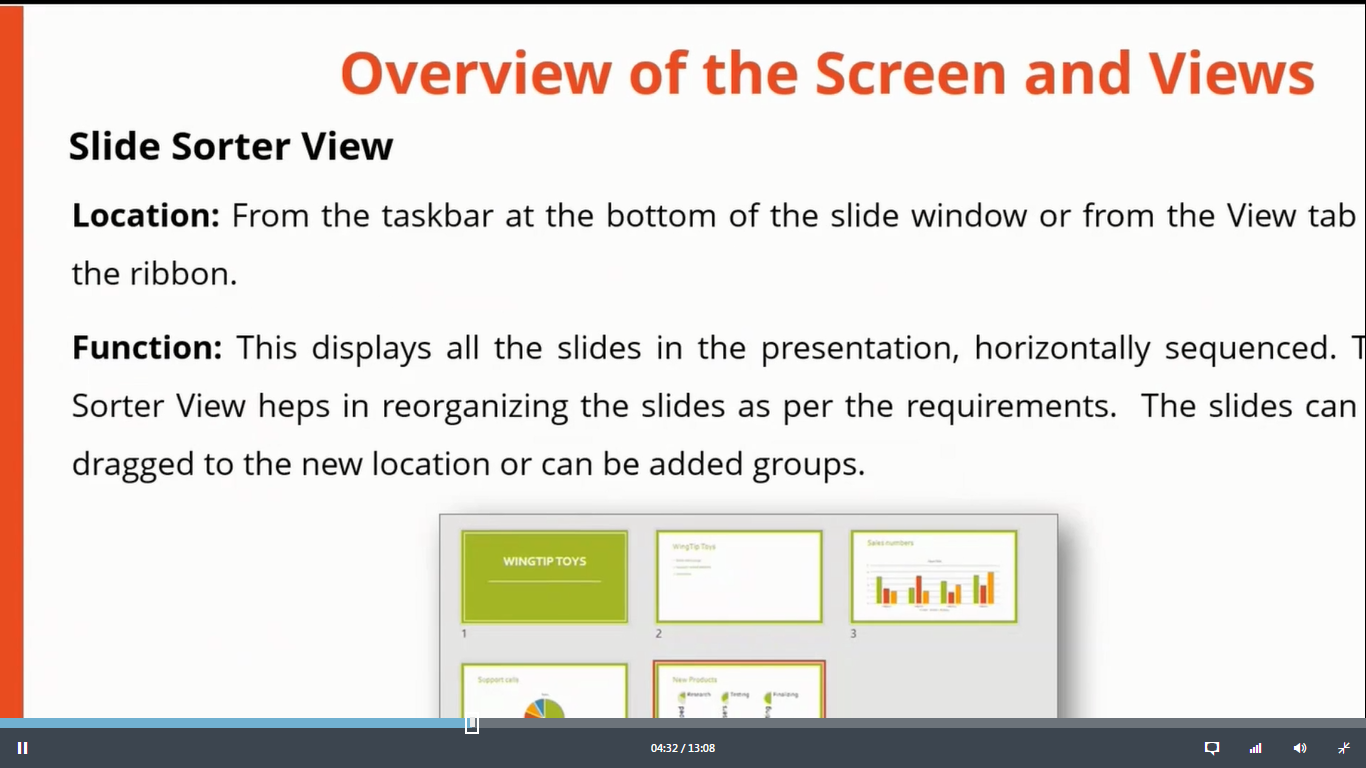 Overview of the Screen and Views
Slide Sorter View
Location: From the taskbar at the bottom of the slide window or from the View tab
the ribbon.
Function: This displays all the slides in the presentation, horizontally sequenced. T
Sorter View heps in reorganizing the slides as per the requirements. The slides can
dragged to the new location or can be added groups.
WINGTIP TOYS
WingTip Toys
Sales numbers
1
2
3
Support calls
New Products
Research
Testing
Finalizing
04:32 / 13:08